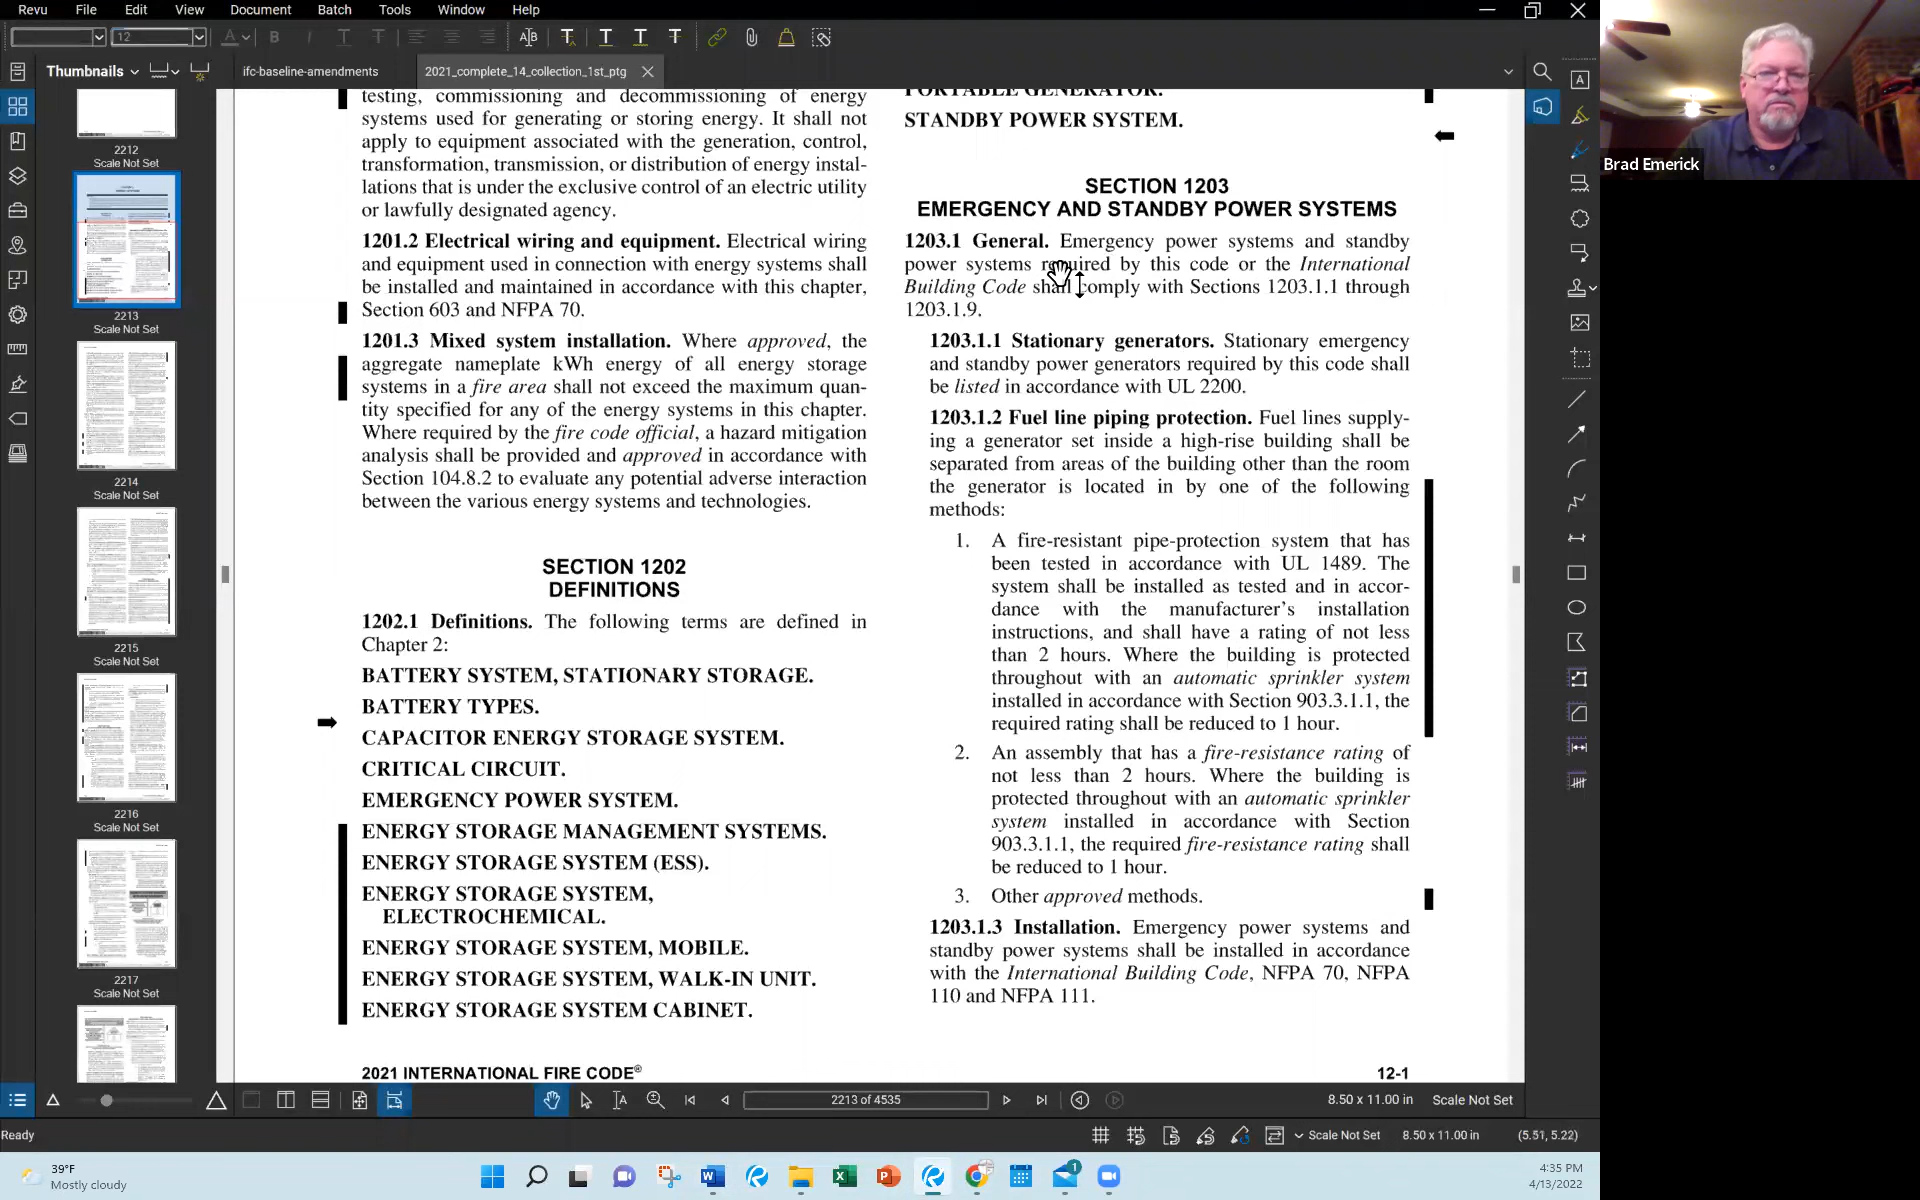 Revu File Edit View Document Batch Tools Window Help
12
Thumbnails
ifc-baseline-amendments
2021_complete_14_collection_1st_ptg
Brad Emerick
2212
Scale Not Set
2213
Scale Not Set
2214
Scale Not Set
2215
Scale Not Set
2216
Scale Not Set
2217
Scale Not Set
testing, commissioning and decommissioning of energy
systems used for generating or storing energy. It shall not
apply to equipment associated with the generation, control,
transformation, transmission, or distribution of energy instal-
lations that is under the exclusive control of an electric utility
or lawfully designated agency.
1201.2 Electrical wiring and equipment. Electrical wiring
and equipment used in connection with energy systems shall
be installed and maintained in accordance with this chapter,
Section 603 and NFPA 70.
1201.3 Mixed system installation. Where approved, the
aggregate nameplate kWh energy of all energy storage
systems in a fire area shall not exceed the maximum quan-
tity specified for any of the energy systems in this chapter.
Where required by the fire code official, a hazard mitigation
analysis shall be provided and approved in accordance with
Section 104.8.2 to evaluate any potential adverse interaction
between the various energy systems and technologies.
SECTION 1202
DEFINITIONS
1202.1 Definitions. The following terms are defined in
Chapter 2:
BATTERY SYSTEM, STATIONARY STORAGE.
BATTERY TYPES.
CAPACITOR ENERGY STORAGE SYSTEM.
CRITICAL CIRCUIT.
EMERGENCY POWER SYSTEM.
ENERGY STORAGE MANAGEMENT SYSTEMS.
ENERGY STORAGE SYSTEM (ESS).
ENERGY STORAGE SYSTEM,
ELECTROCHEMICAL.
ENERGY STORAGE SYSTEM, MOBILE.
ENERGY STORAGE SYSTEM, WALK-IN UNIT.
ENERGY STORAGE SYSTEM CABINET.
PORTABLE GENERATOR.
STANDBY POWER SYSTEM.
SECTION 1203
EMERGENCY AND STANDBY POWER SYSTEMS
1203.1 General. Emergency power systems and standby
power systems required by this code or the International
Building Code shall comply with Sections 1203.1.1 through
1203.1.9.
1203.1.1 Stationary generators. Stationary emergency
and standby power generators required by this code shall
be listed in accordance with UL 2200.
1203.1.2 Fuel line piping protection. Fuel lines supply-
ing a generator set inside a high-rise building shall be
separated from areas of the building other than the room
the generator is located in by one of the following
methods:
1. A fire-resistant pipe-protection system that has
been tested in accordance with UL 1489. The
system shall be installed as tested and in accor-
dance with the manufacturer's installation
instructions, and shall have a rating of not less
than 2 hours. Where the building is protected
throughout with an automatic sprinkler system
installed in accordance with Section 903.3.1.1, the
required rating shall be reduced to 1 hour.
2. An assembly that has a fire-resistance rating of
not less than 2 hours. Where the building is
protected throughout with an automatic sprinkler
system installed in accordance with Section
903.3.1.1, the required fire-resistance rating shall
be reduced to 1 hour.
3. Other approved methods.
1203.1.3 Installation. Emergency power systems and
standby power systems shall be installed in accordance
with the International Building Code, NFPA 70, NFPA
110 and NFPA 111.
2021 INTERNATIONAL FIRE CODE®
12-1
2213 of 4535
8.50 x 11.00 in Scale Not Set
Ready
Scale Not Set 8.50 x 11.00 in (5.51, 5.22)
39°F
Mostly cloudy
1
4:35 PM
4/13/2022